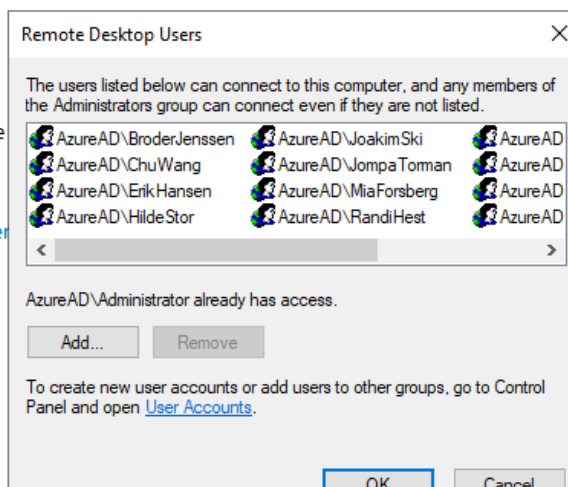 Remote Desktop Users
The users listed below can connect to this computer, and any members of
the Administrators group can connect even if they are not listed.
AzureAD\BroderJenssen AzureAD\JoakimSki AzureAD
AzureAD\ChuWang AzureAD\JompaTorman AzureAD
AzureAD\ErikHansen AzureAD\MiaForsberg AzureAD
AzureAD\HildeStor AzureAD\RandiHest AzureAD
AzureAD\Administrator already has access.
Add... Remove
To create new user accounts or add users to other groups, go to Control
Panel and open User Accounts.
OK Cancel